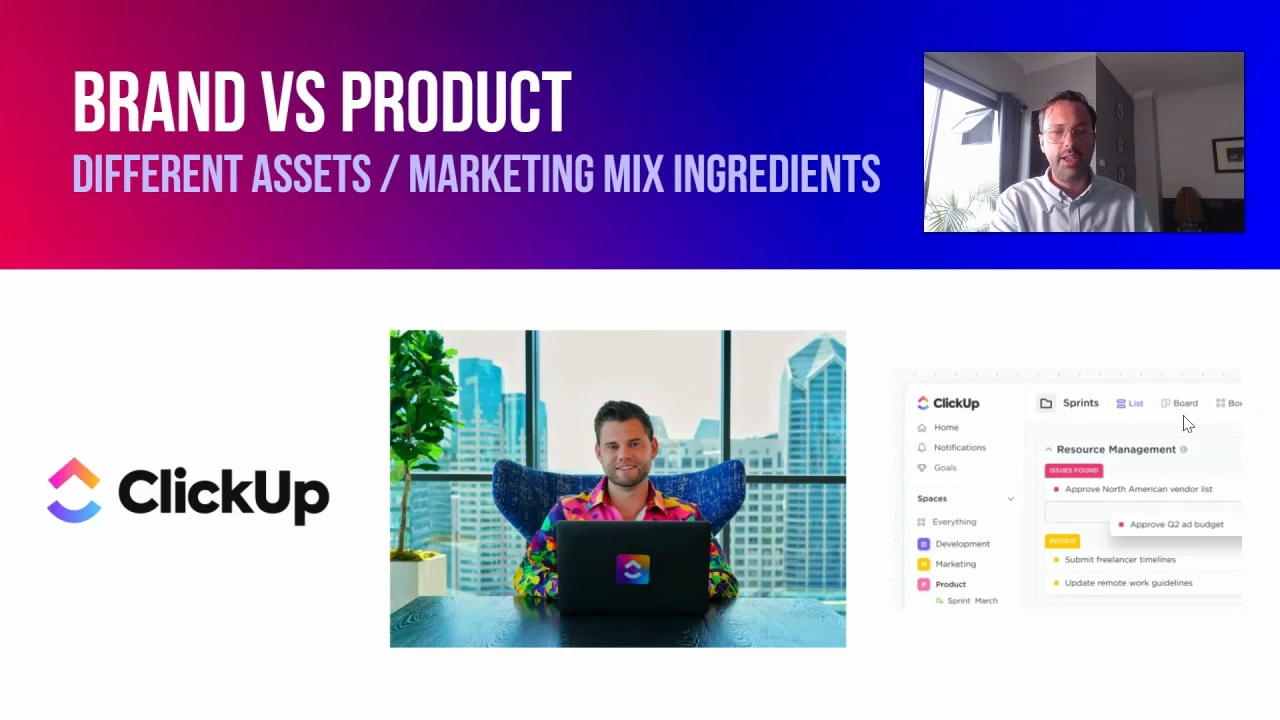 BRAND VS PRODUCT
DIFFERENT ASSETS / MARKETING MIX INGREDIENTS
ClickUp
ClickUp
Home
Notifications
Goals
Spaces
Everything
D Development
M Marketing
P Product
Sprint March
Sprints List Board Box
Resource Management
ISSUES FOUND
Approve North American vendor list
Approve Q2 ad budget
REVIEW
Submit freelancer timelines
Update remote work guidelines